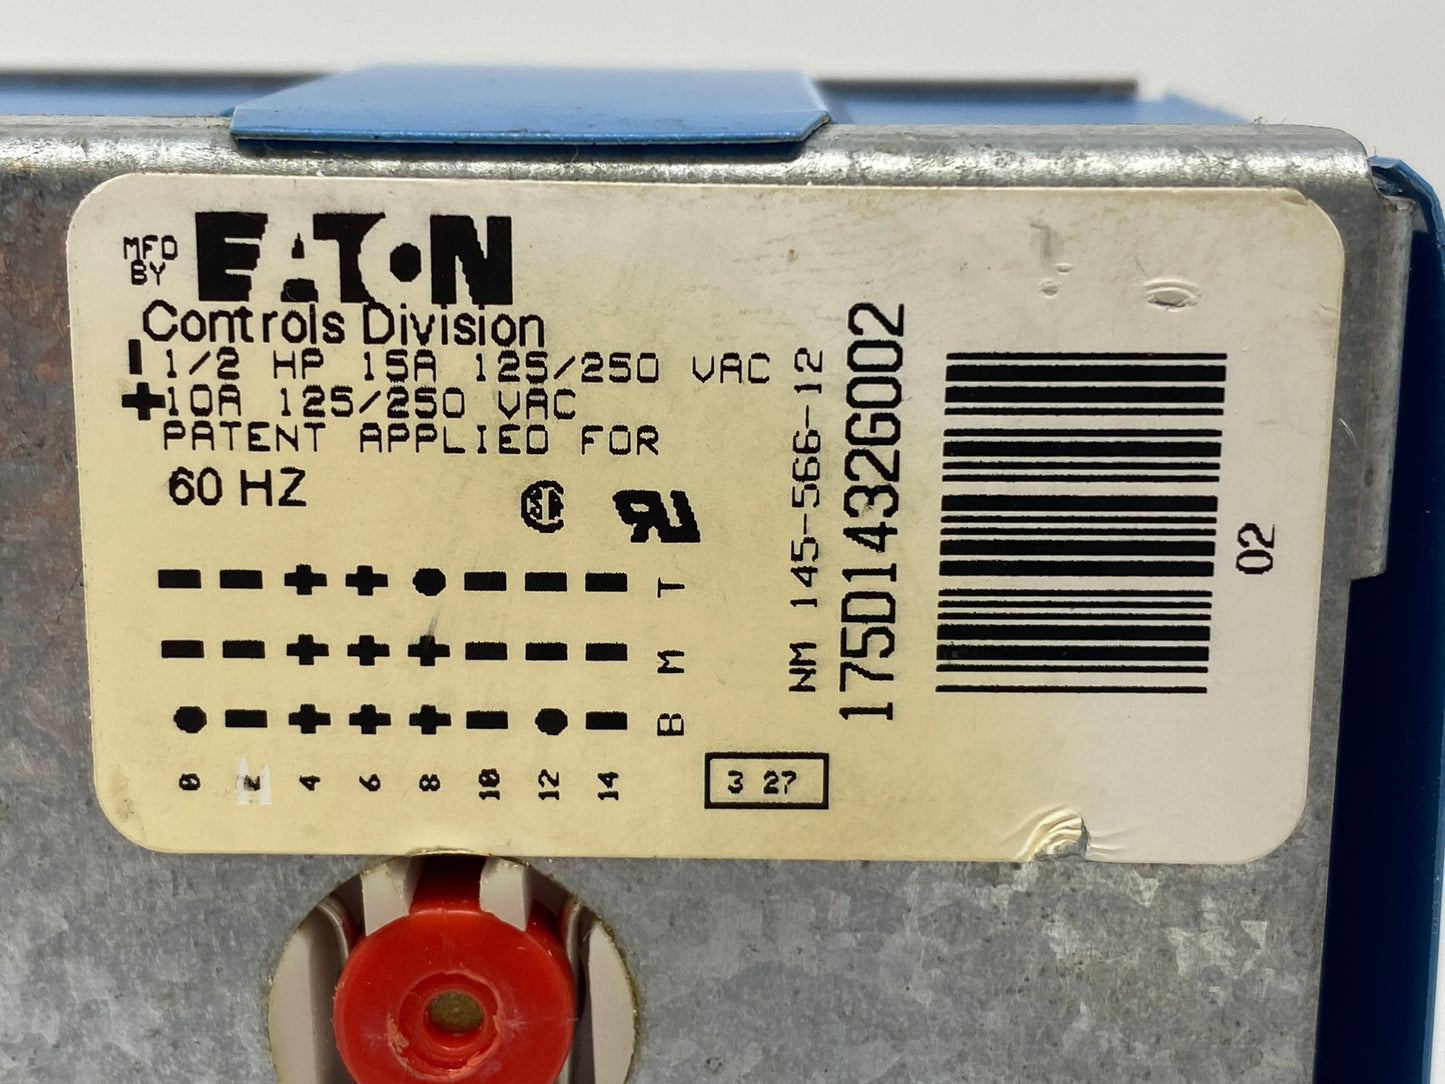 MFD
BY
EATON
Controls Division
- 1/2 HP 15A 125/250 VAC
+10A 125/250 VAC
PATENT APPLIED FOR
60 HZ
T
M
B
0 4 6 8 10 12 14
3 27
NM 145-566-12
175D1432G002
02